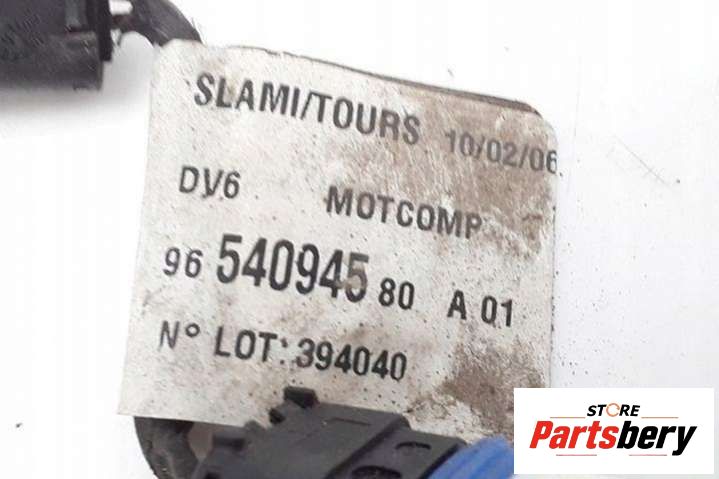 SLAMI/TOURS 10/02/06
DV6 MOTCOMP
96 540945 80 A 01
N° LOT: 394040
STORE
Partsbery